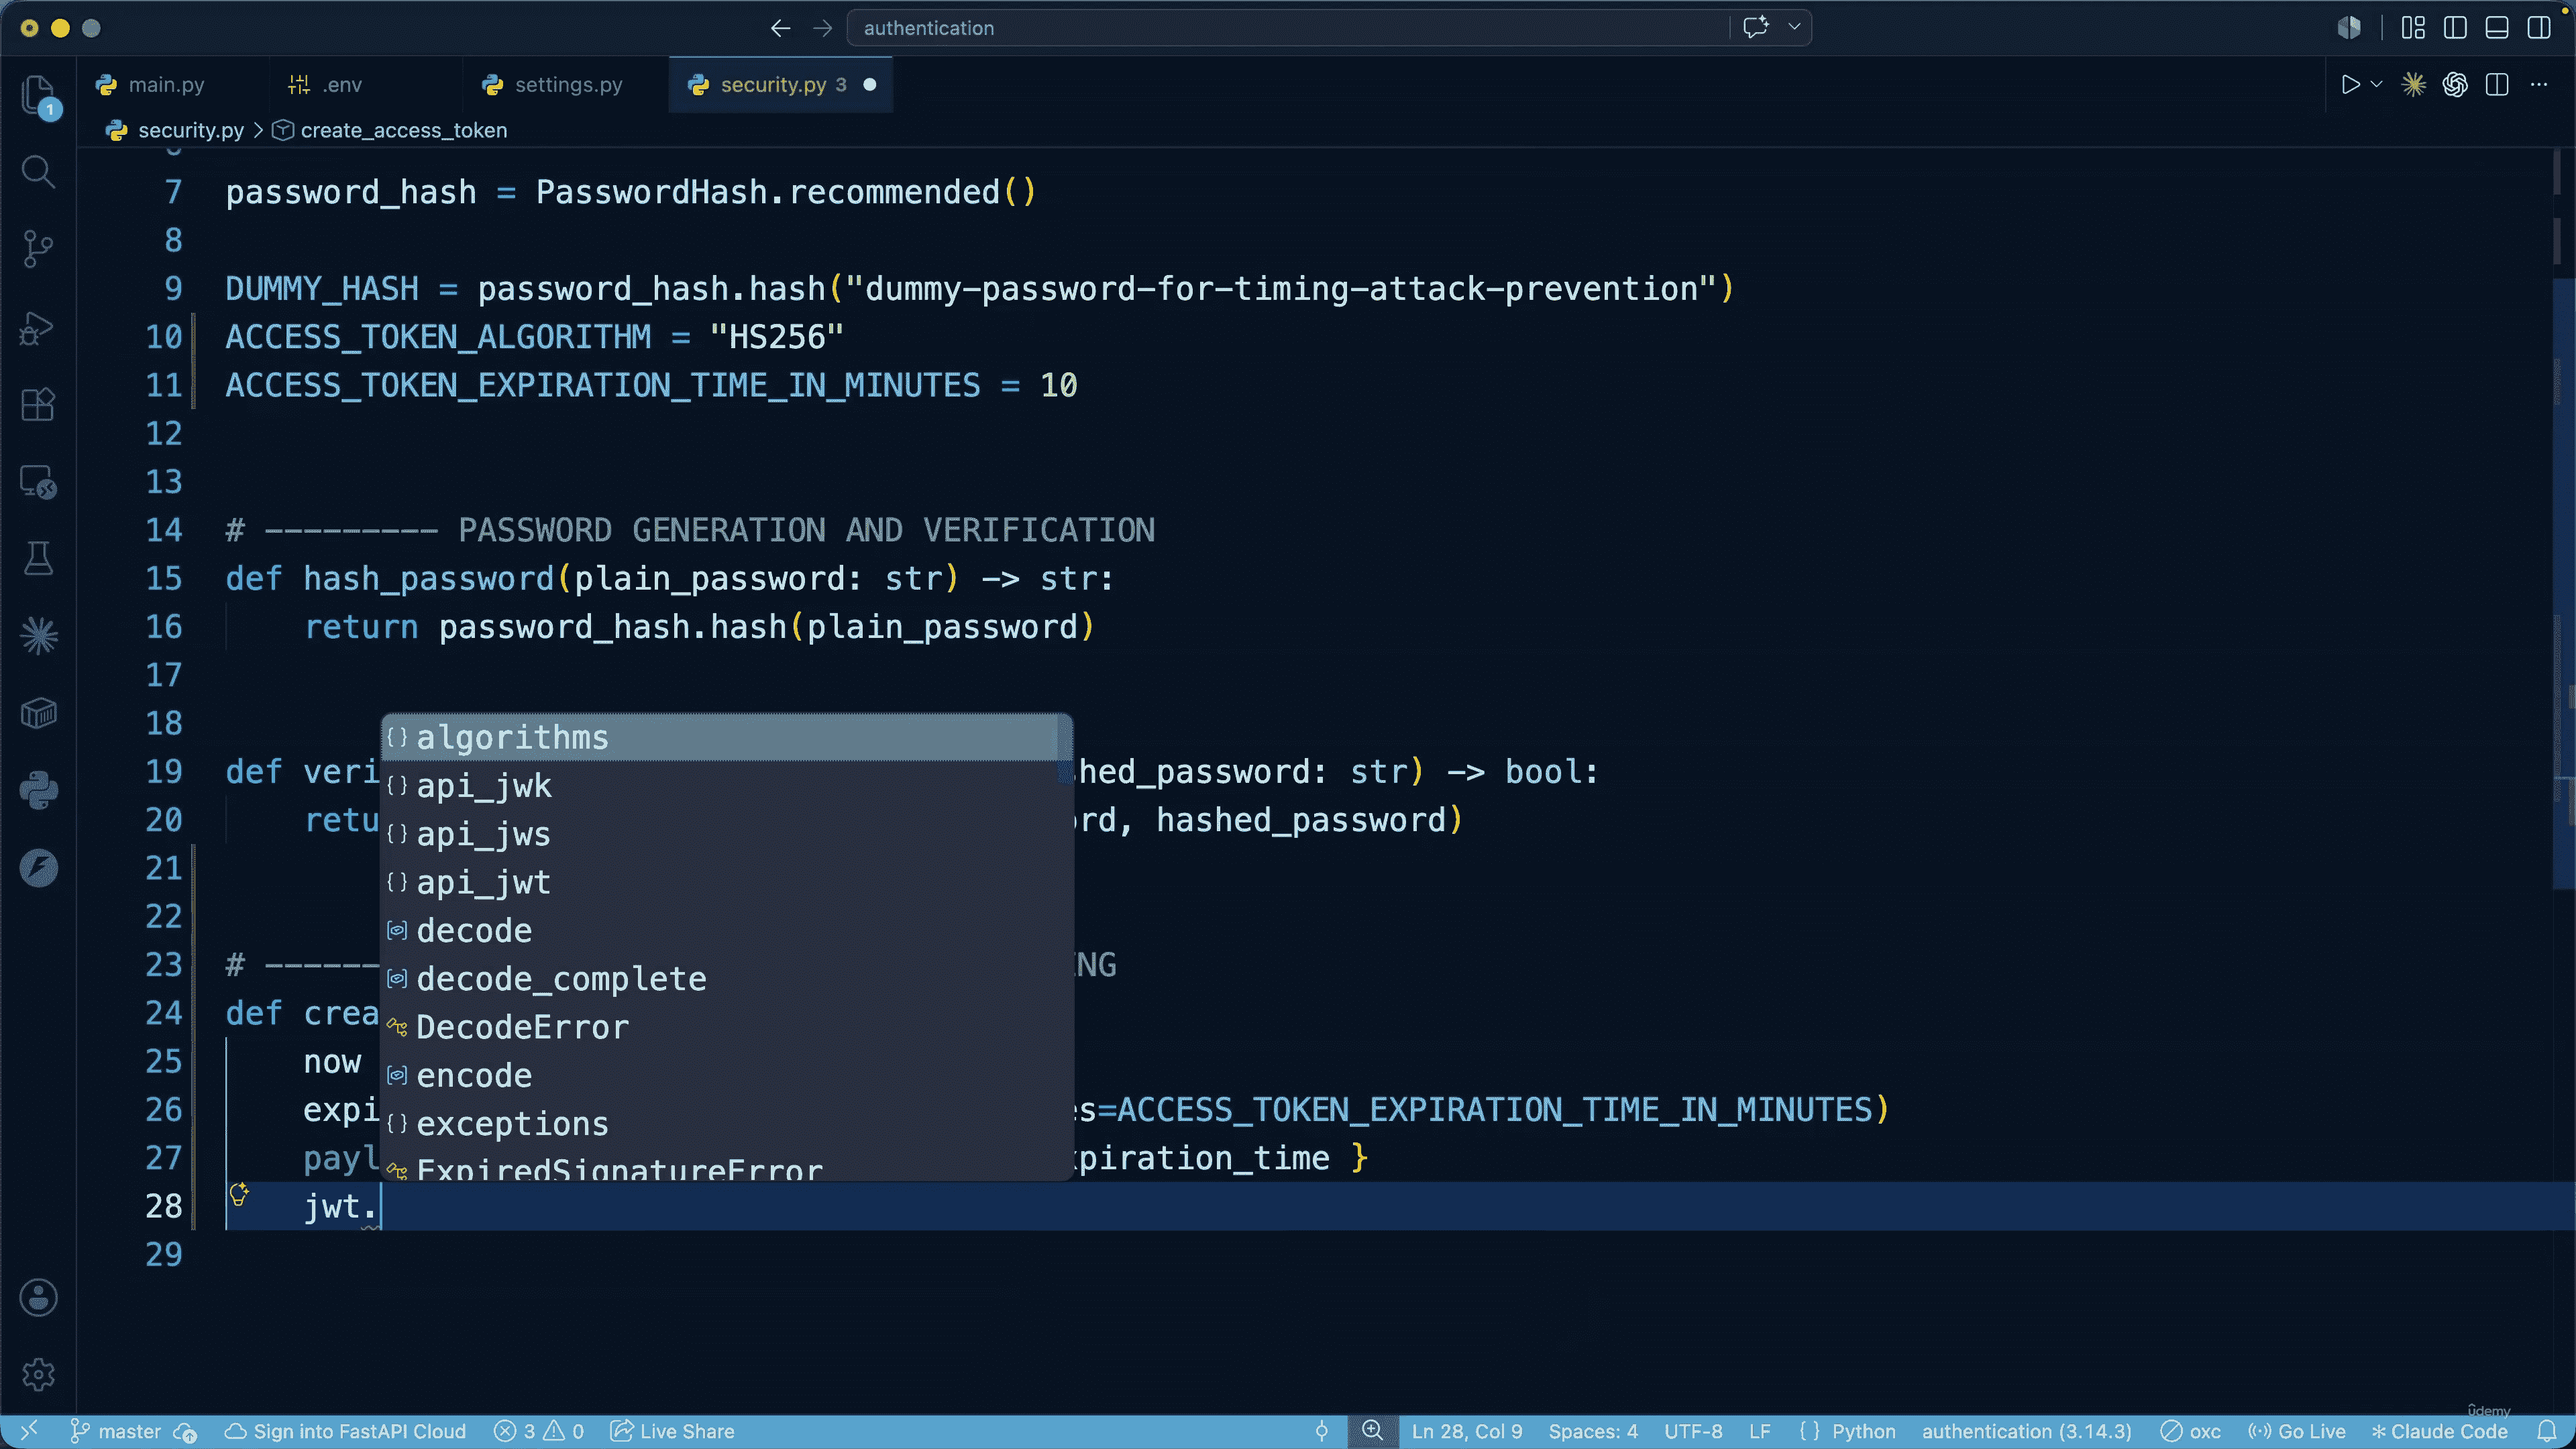 authentication
main.py
.env
settings.py
security.py 3
1
security.py > create_access_token
7 password_hash = PasswordHash.recommended()
8
9 DUMMY_HASH = password_hash.hash("dummy-password-for-timing-attack-prevention")
10 ACCESS_TOKEN_ALGORITHM = "HS256"
11 ACCESS_TOKEN_EXPIRATION_TIME_IN_MINUTES = 10
12
13
14 # --------- PASSWORD GENERATION AND VERIFICATION
15 def hash_password(plain_password: str) -> str:
16 return password_hash.hash(plain_password)
17
18
algorithms
19 def veri hed_password: str) -> bool:
api_jwk
20 retu rd, hashed_password)
api_jws
21
api_jwt
22
decode
23 # ------ NG
decode_complete
24 def crea
DecodeError
25 now
encode
26 expi s=ACCESS_TOKEN_EXPIRATION_TIME_IN_MINUTES)
exceptions
27 payl piration_time }
ExpiredSignatureError
28 jwt.
29
ûdemy
master
Sign into FastAPI Cloud
3 0
Live Share
Ln 28, Col 9
Spaces: 4
UTF-8
LF
{} Python
authentication (3.14.3)
oxc
Go Live
Claude Code